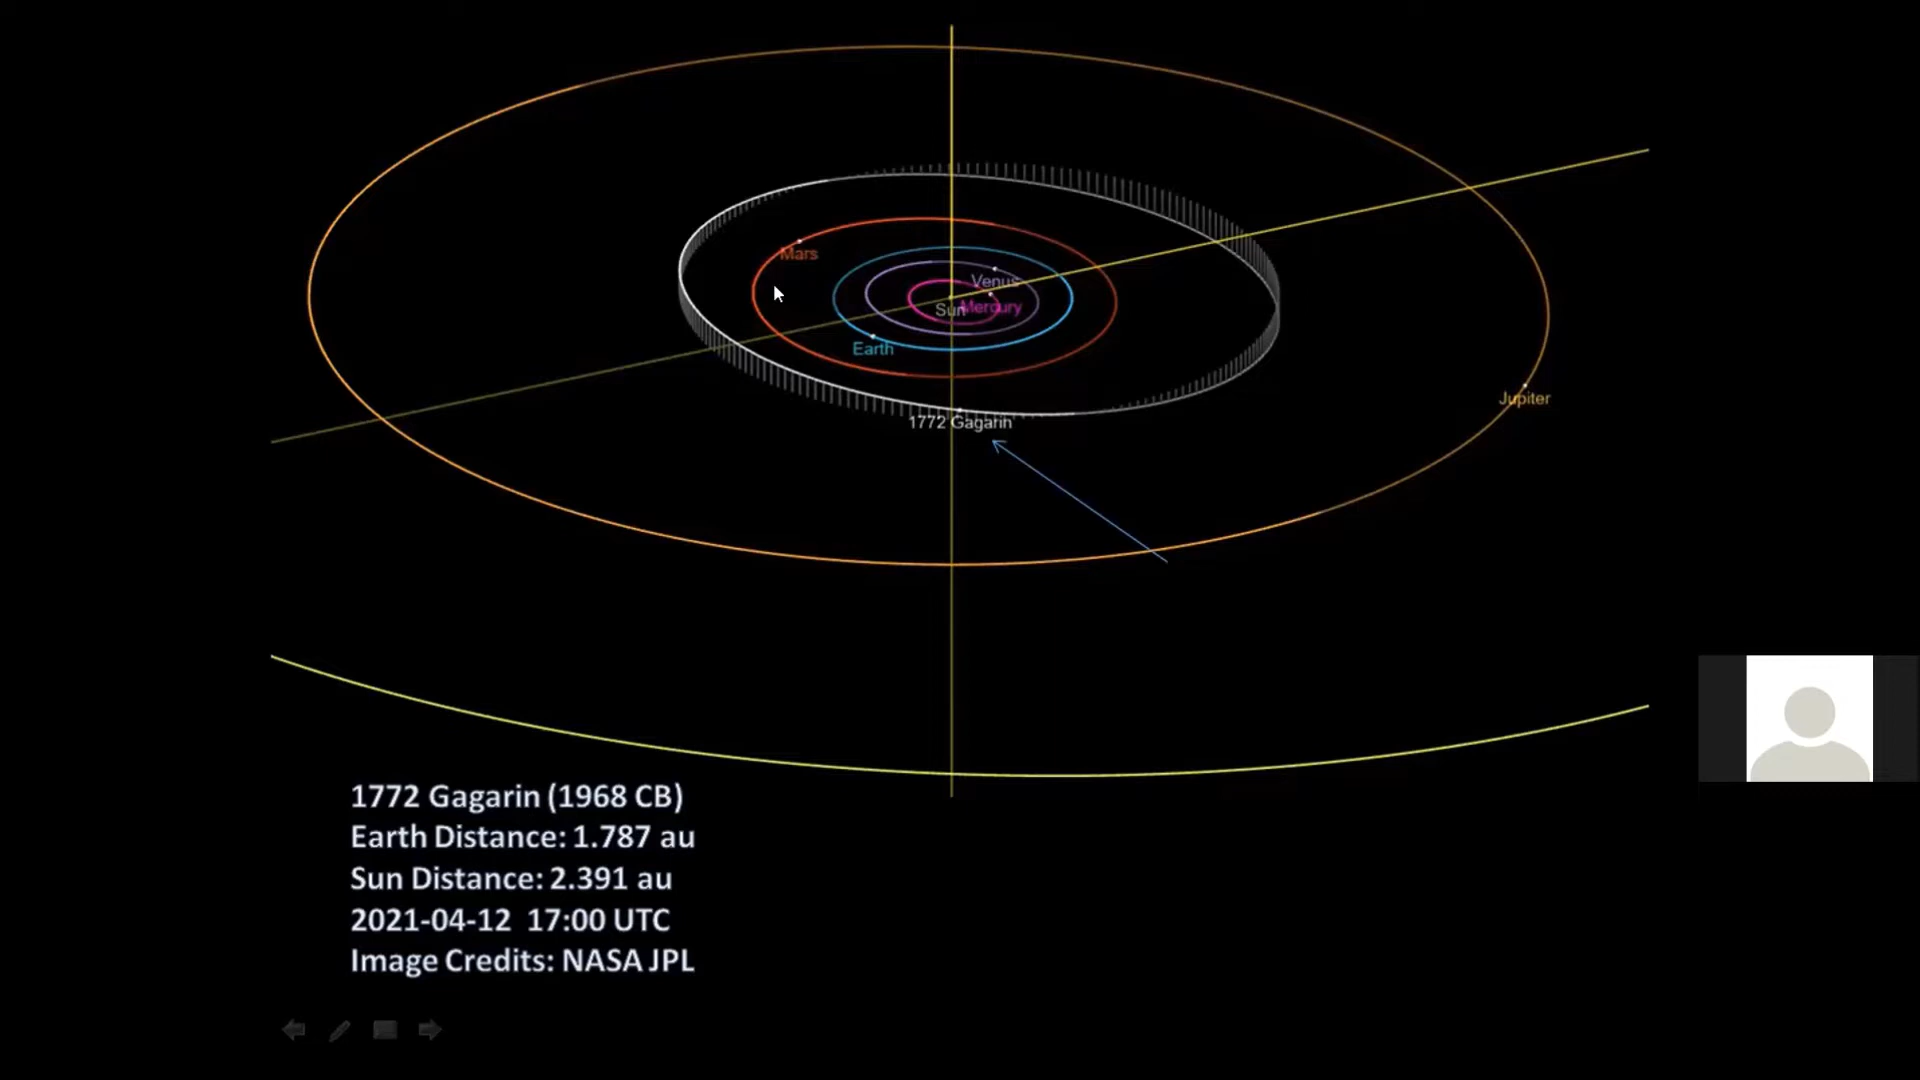 Mars
Venus
Sun
Mercury
Earth
Jupiter
1772 Gagarin
1772 Gagarin (1968 CB)
Earth Distance: 1.787 au
Sun Distance: 2.391 au
2021-04-12 17:00 UTC
Image Credits: NASA JPL